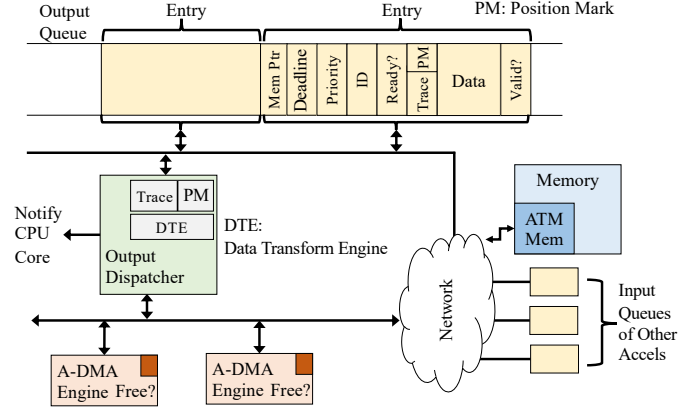 Output
Queue
Entry
Entry
PM: Position Mark
Mem Ptr
Deadline
Priority
ID
Ready?
Trace
PM
Data
Valid?
Trace
PM
DTE
Output
Dispatcher
Notify
CPU
Core
DTE:
Data Transform Engine
Memory
ATM
Mem
Network
Input
Queues
of Other
Accels
A-DMA
Engine Free?
A-DMA
Engine Free?